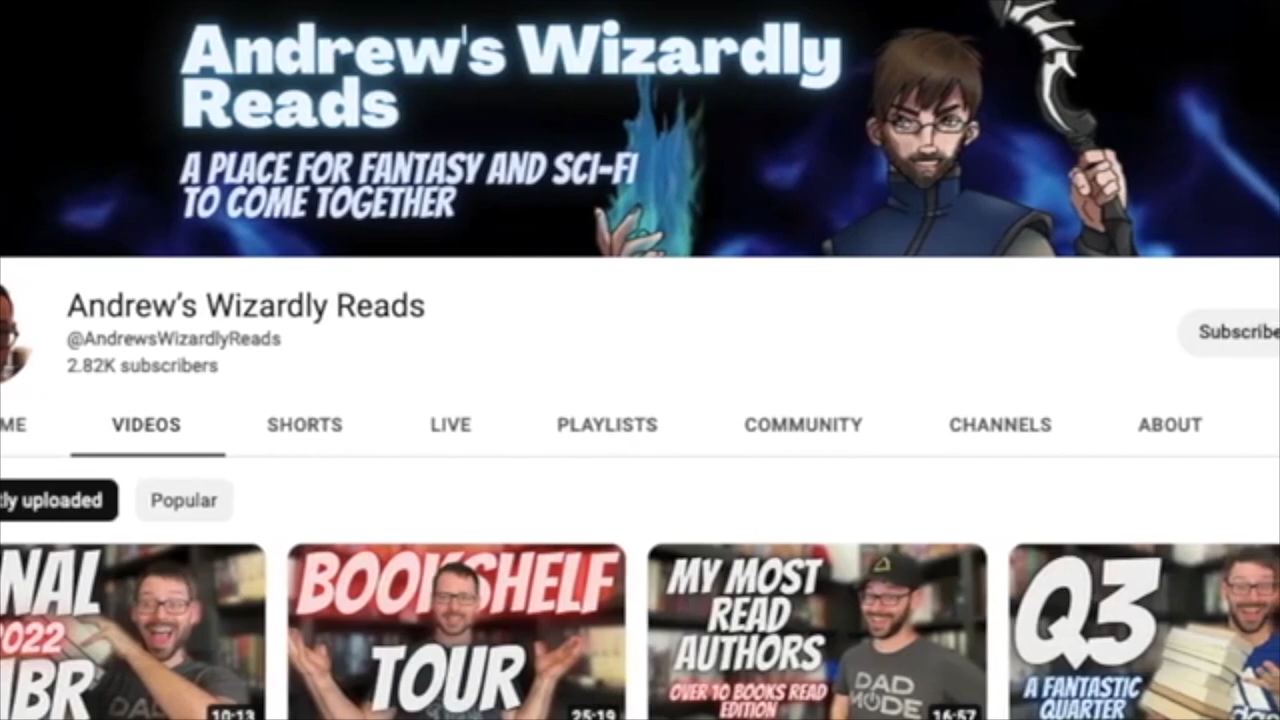 Andrew's Wizardly
Reads
A PLACE FOR FANTASY AND SCI-FI
TO COME TOGETHER
Andrew's Wizardly Reads
@AndrewsWizardlyReads
2.82K subscribers
Subscribe
ME VIDEOS SHORTS LIVE PLAYLISTS COMMUNITY CHANNELS ABOUT
tly uploaded Popular
NAL
2022
BR
DAD
10:13
BOOKSHELF
TOUR
25:19
MY MOST
READ
AUTHORS
OVER 10 BOOKS READ
EDITION
DAD
MODE
16:57
Q3
A FANTASTIC
QUARTER